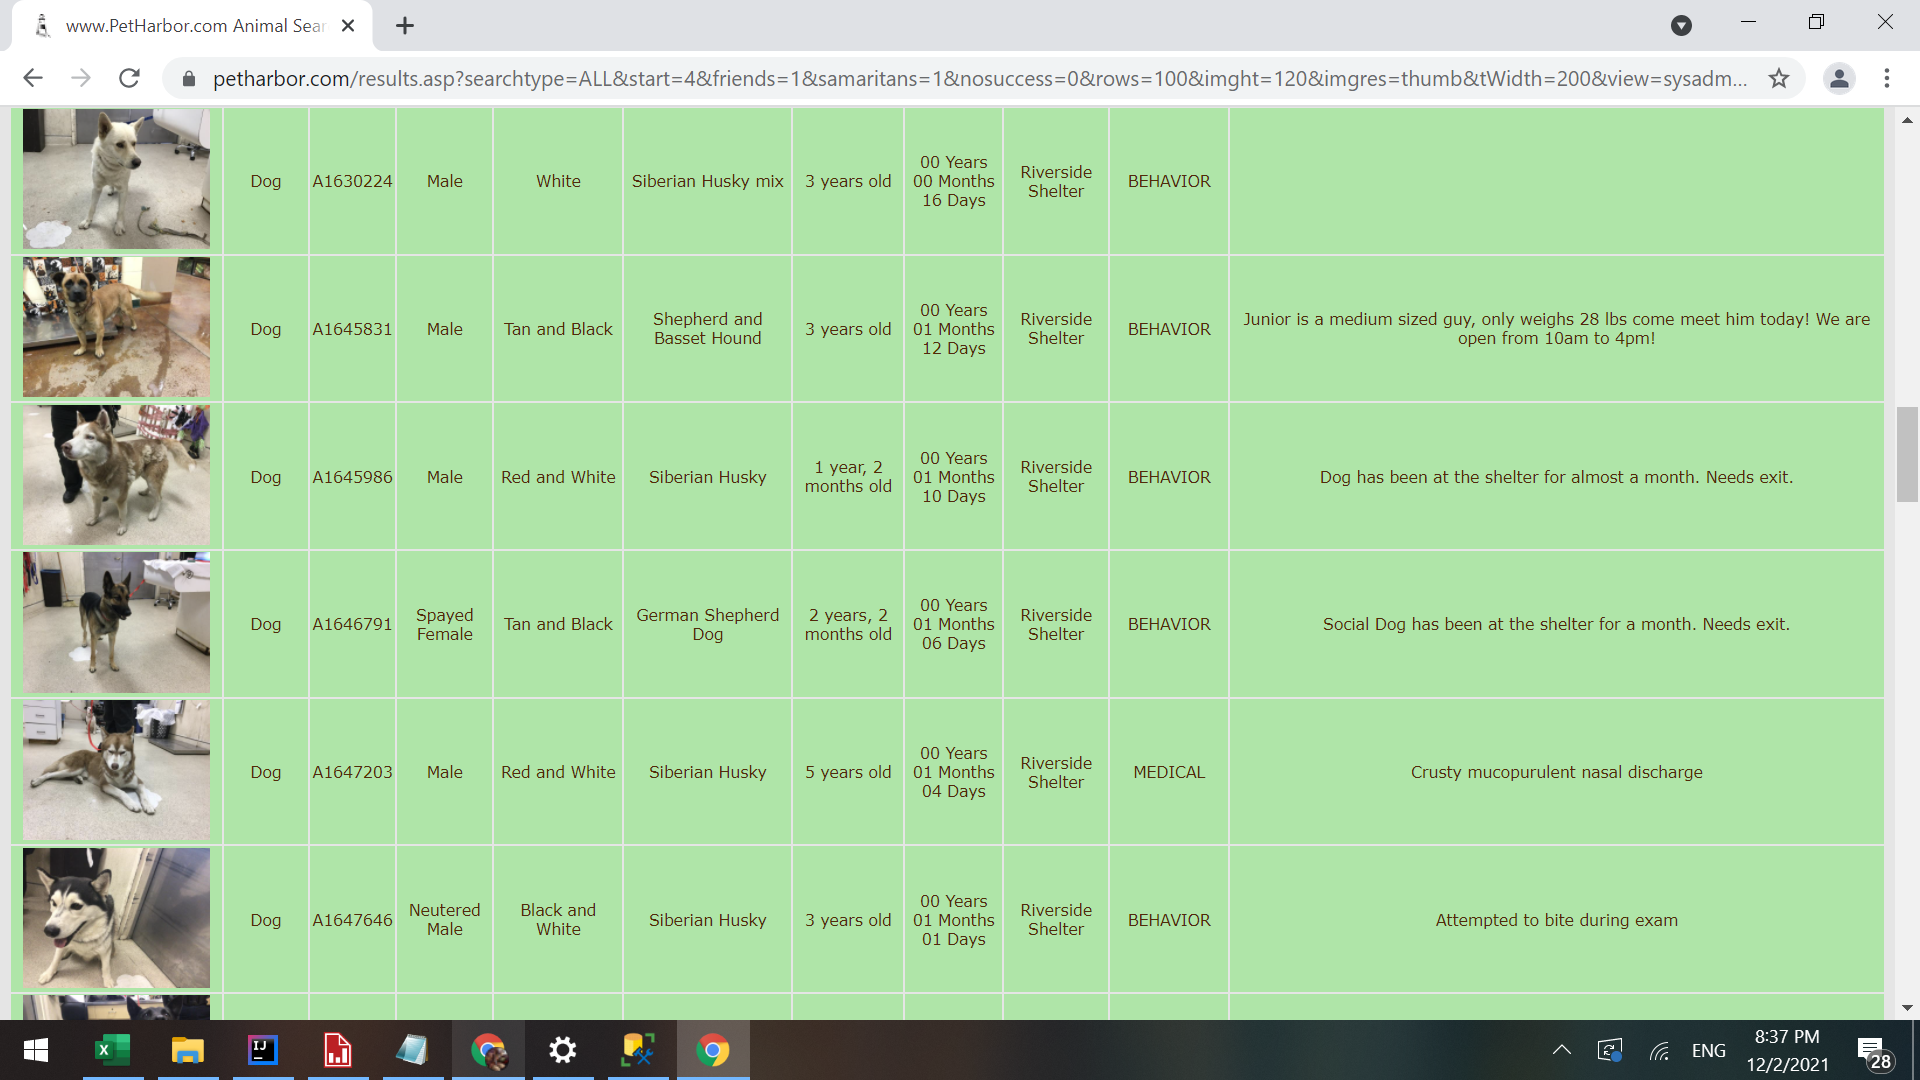 www.PetHarbor.com Animal Sear
petharbor.com/results.asp?searchtype=ALL&start=4&friends=1&samaritans=1&nosuccess=0&rows=100&imght=120&imgres=thumb&tWidth=200&view=sysadm...
Dog A1630224 Male White Siberian Husky mix 3 years old 00 Years 00 Months 16 Days Riverside Shelter BEHAVIOR
Dog A1645831 Male Tan and Black Shepherd and Basset Hound 3 years old 00 Years 01 Months 12 Days Riverside Shelter BEHAVIOR Junior is a medium sized guy, only weighs 28 lbs come meet him today! We are open from 10am to 4pm!
Dog A1645986 Male Red and White Siberian Husky 1 year, 2 months old 00 Years 01 Months 10 Days Riverside Shelter BEHAVIOR Dog has been at the shelter for almost a month. Needs exit.
Dog A1646791 Spayed Female Tan and Black German Shepherd Dog 2 years, 2 months old 00 Years 01 Months 06 Days Riverside Shelter BEHAVIOR Social Dog has been at the shelter for a month. Needs exit.
Dog A1647203 Male Red and White Siberian Husky 5 years old 00 Years 01 Months 04 Days Riverside Shelter MEDICAL Crusty mucopurulent nasal discharge
Dog A1647646 Neutered Male Black and White Siberian Husky 3 years old 00 Years 01 Months 01 Days Riverside Shelter BEHAVIOR Attempted to bite during exam
IJ
ENG
8:37 PM
12/2/2021
28